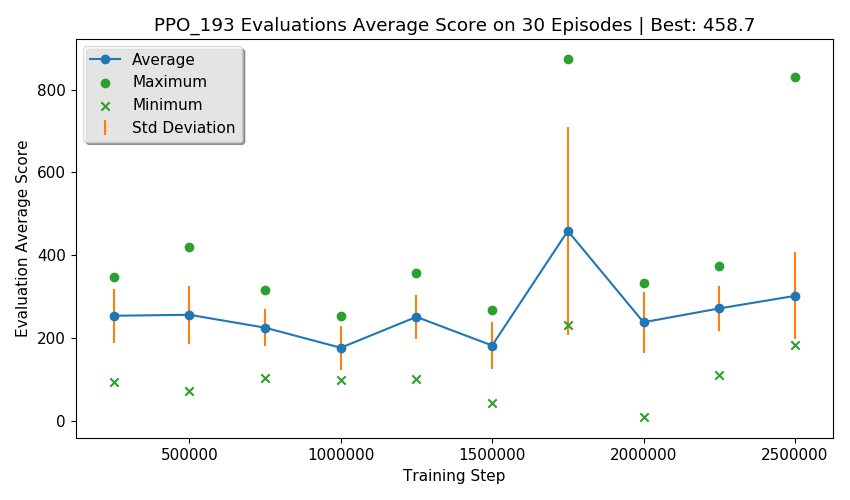 PPO_193 Evaluations Average Score on 30 Episodes | Best: 458.7
Average
Maximum
Minimum
Std Deviation
Evaluation Average Score
800
600
400
200
0
500000 1000000 1500000 2000000 2500000
Training Step